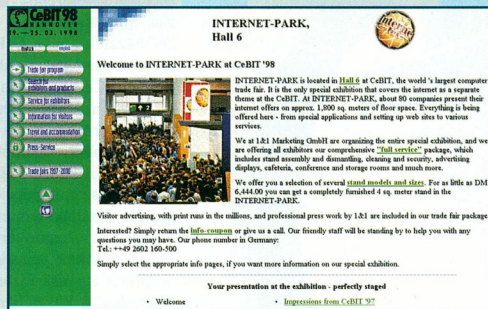 CeBIT 98
HANNOVER
19.—25.03.1998
english
Trade fair program
Search for
exhibitors and products
Service for exhibitors
Information for visitors
Travel and accommodation
Press-Service
Trade fairs 1997-2000
INTERNET-PARK,
Hall 6
Welcome to INTERNET-PARK at CeBIT '98
INTERNET-PARK is located in Hall 6 at CeBIT, the world 's largest computer
trade fair. It is the only special exhibition that covers the internet as a separate
theme at the CeBIT. At INTERNET-PARK, about 80 companies present their
internet offers on approx. 1,800 sq. meters of floor space. Everything is being
offered here - from special applications and setting up web sites to various
services.
We at 1&1 Marketing GmbH are organizing the entire special exhibition, and we
are offering all exhibitors our comprehensive "full service" package, which
includes stand assembly and dismantling, cleaning and security, advertising
displays, cafeteria, conference and storage rooms and much more.
We offer you a selection of several stand models and sizes. For as little as DM
6,444.00 you can get a completely furnished 4 sq. meter stand in the
INTERNET-PARK.
Visitor advertising, with print runs in the millions, and professional press work by 1&1 are included in our trade fair package
Interested? Simply return the info-coupon or give us a call. Our friendly staff will be standing by to help you with any
questions you may have. Our phone number in Germany:
Tel.: ++49 2602 160-500
Simply select the appropriate info pages, if you want more information on our special exhibition.
Your presentation at the exhibition - perfectly staged
• Welcome
• Impressions from CeBIT '97